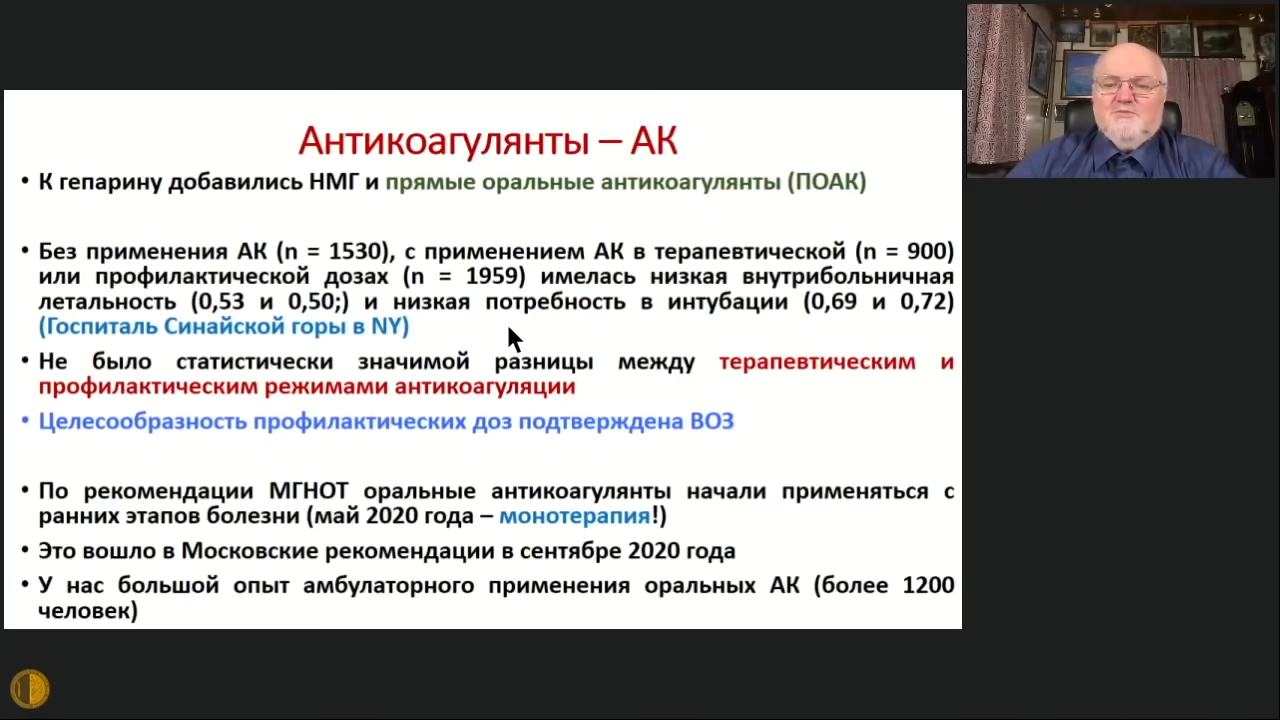 Антикоагулянты – АК
• К гепарину добавились НМГ и прямые оральные антикоагулянты (ПОАК)
• Без применения АК (n = 1530), с применением АК в терапевтической (n = 900)
или профилактической дозах (n = 1959) имелась низкая внутрибольничная
летальность (0,53 и 0,50;) и низкая потребность в интубации (0,69 и 0,72)
(Госпиталь Синайской горы в NY)
• Не было статистически значимой разницы между терапевтическим и
профилактическим режимами антикоагуляции
• Целесообразность профилактических доз подтверждена ВОЗ
• По рекомендации МГНОТ оральные антикоагулянты начали применяться с
ранних этапов болезни (май 2020 года – монотерапия!)
• Это вошло в Московские рекомендации в сентябре 2020 года
• У нас большой опыт амбулаторного применения оральных АК (более 1200
человек)